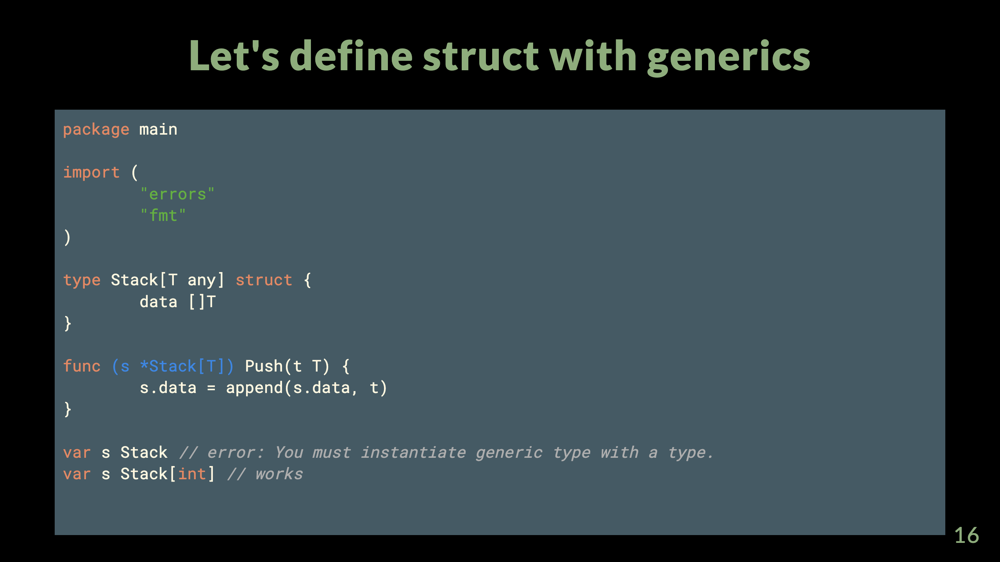 Let's define struct with generics
package main
import (
"errors"
"fmt"
)
type Stack[T any] struct {
data []T
}
func (s *Stack[T]) Push(t T) {
s.data = append(s.data, t)
}
var s Stack // error: You must instantiate generic type with a type.
var s Stack[int] // works
16